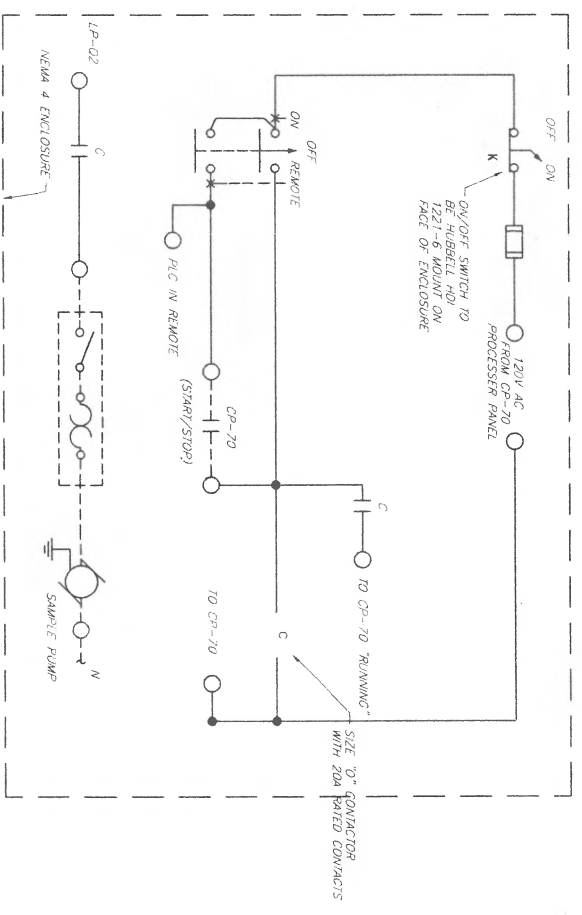 OFF
ON
K
ON/OFF SWITCH TO
BE HUBBELL HDI
1221-6 MOUNT ON
FACE OF ENCLOSURE
120V AC
FROM CP-70
PROCESSER PANEL
ON
OFF
REMOTE
PLC IN REMOTE
CP-70
(START/STOP)
C
TO CP-70 "RUNNING"
C
SIZE "O" CONTACTOR
WITH 20A RATED CONTACTS
TO CP-70
LP-02
C
NEMA 4 ENCLOSURE
SAMPLE PUMP
N